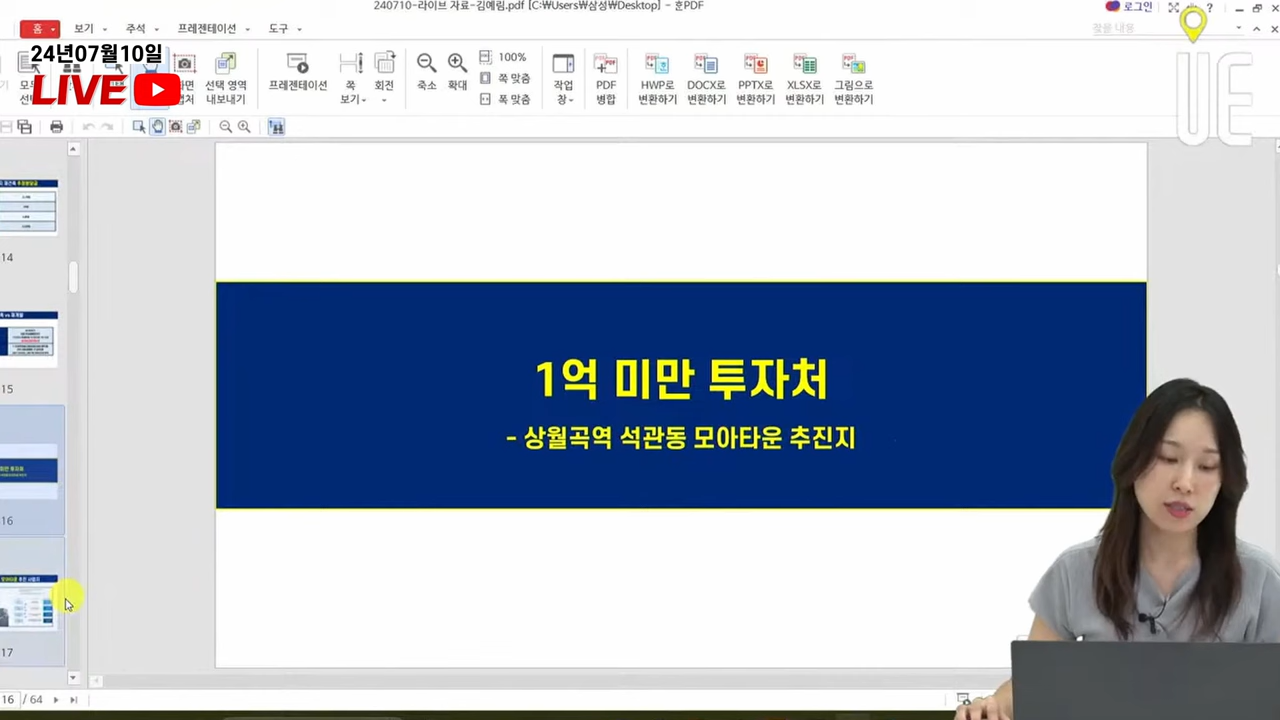 240710-라이브 자료-김예림.pdf [C:₩Users₩삼성₩Desktop] - 훈PDF
로그인
홈 보기 주석 프레젠테이션 도구
찾을 내용
24년07월10일
LIVE
선택 영역
내보내기
프레젠테이션
쪽
보기
회전
축소
확대
100%
쪽 맞춤
폭 맞춤
작업
창
PDF
병합
HWP로
변환하기
DOCX로
변환하기
PPTX로
변환하기
XLSX로
변환하기
그림으로
변환하기
14
15
16
17
1억 미만 투자처
- 상월곡역 석관동 모아타운 추진지
16 / 64